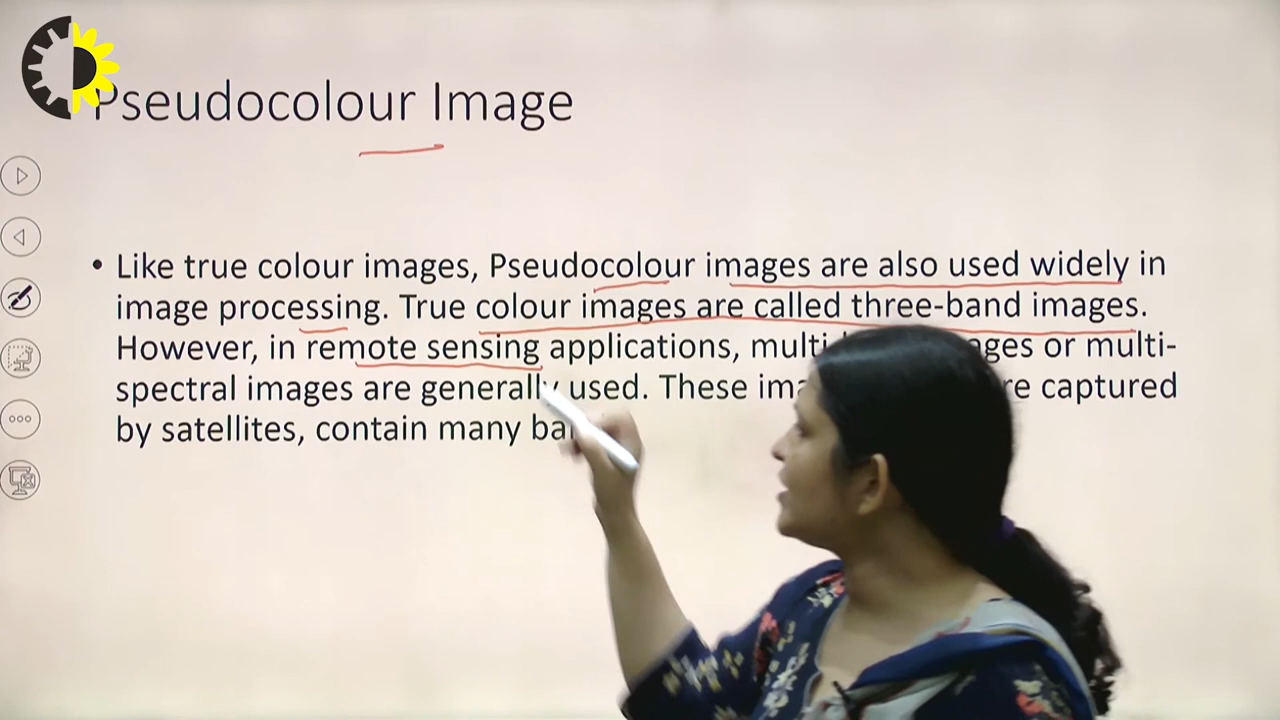 Pseudocolour Image
• Like true colour images, Pseudocolour images are also used widely in
image processing. True colour images are called three-band images.
However, in remote sensing applications, or multi-
spectral images are generally used. These captured
by satellites, contain many